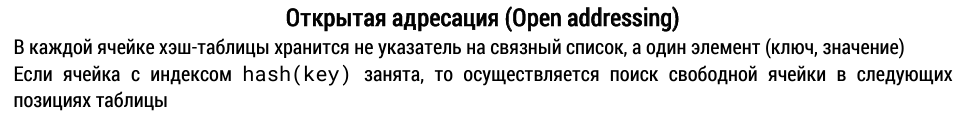 Открытая адресация (Open addressing)
В каждой ячейке хэш-таблицы хранится не указатель на связный список, а один элемент (ключ, значение)
Если ячейка с индексом hash(key) занята, то осуществляется поиск свободной ячейки в следующих
позициях таблицы